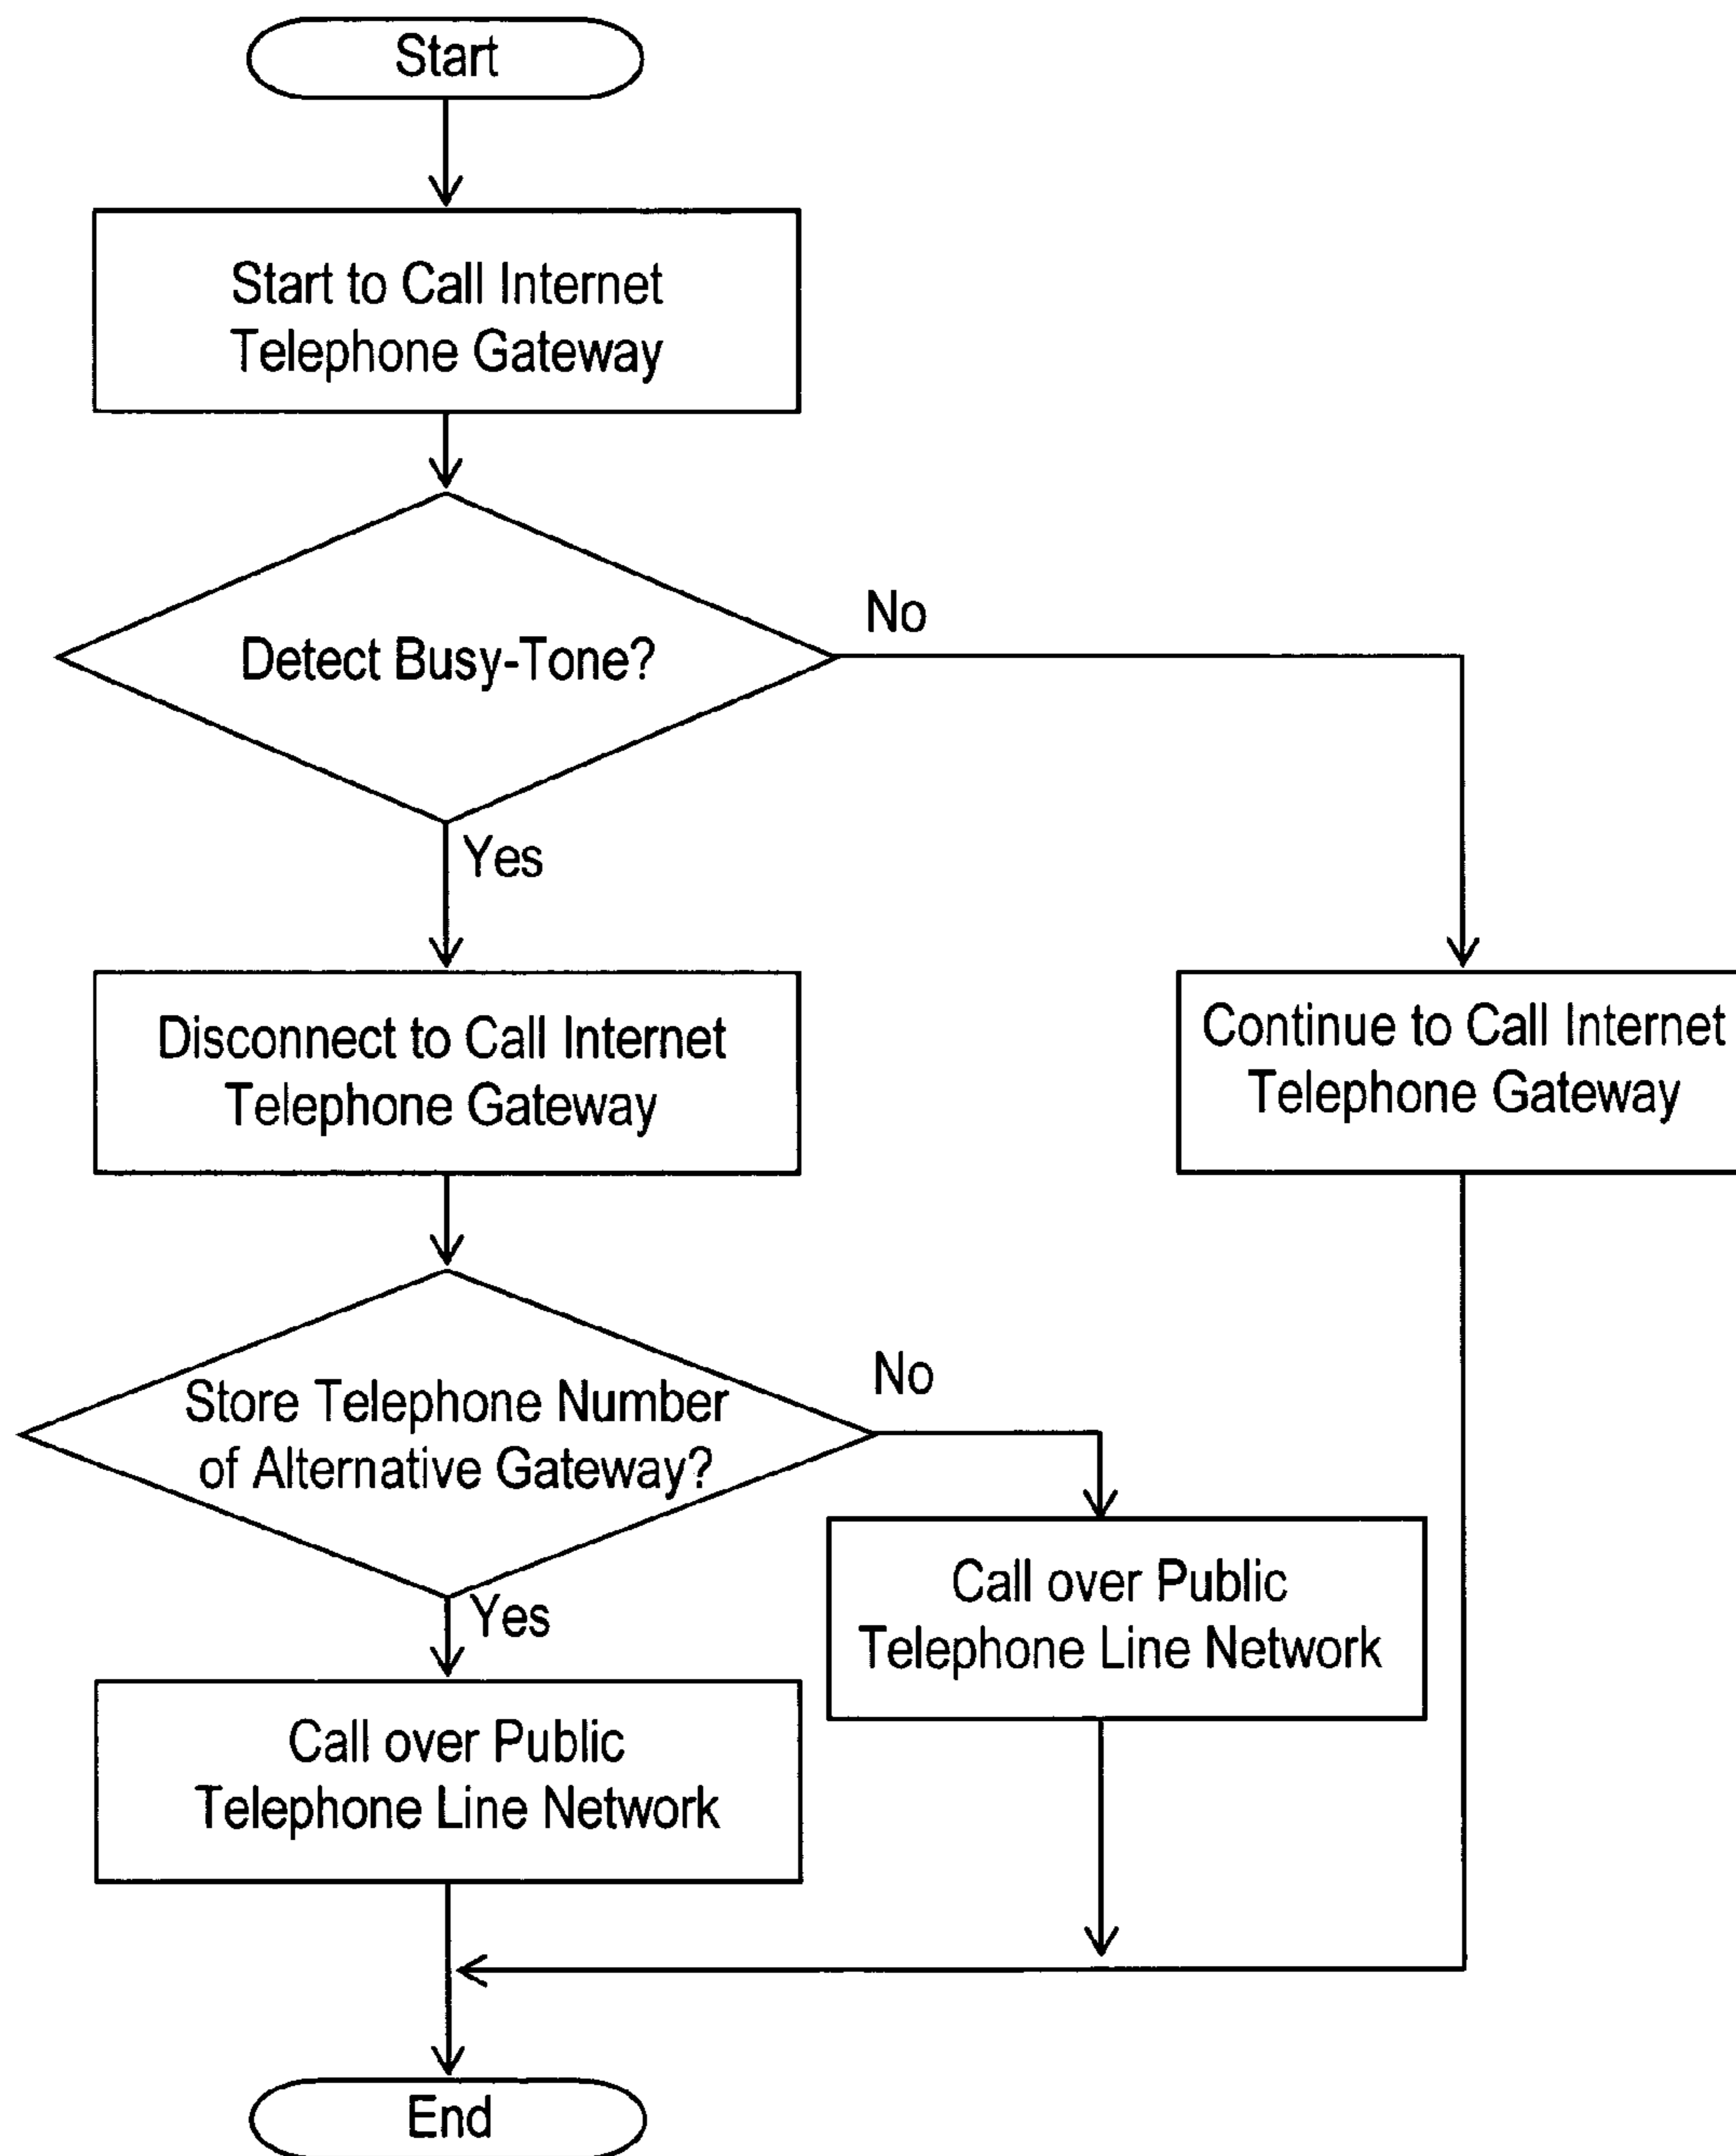 Start
Start to Call Internet
Telephone Gateway
Detect Busy-Tone?
No
Yes
Disconnect to Call Internet
Telephone Gateway
Continue to Call Internet
Telephone Gateway
Store Telephone Number
of Alternative Gateway?
No
Yes
Call over Public
Telephone Line Network
Call over Public
Telephone Line Network
End